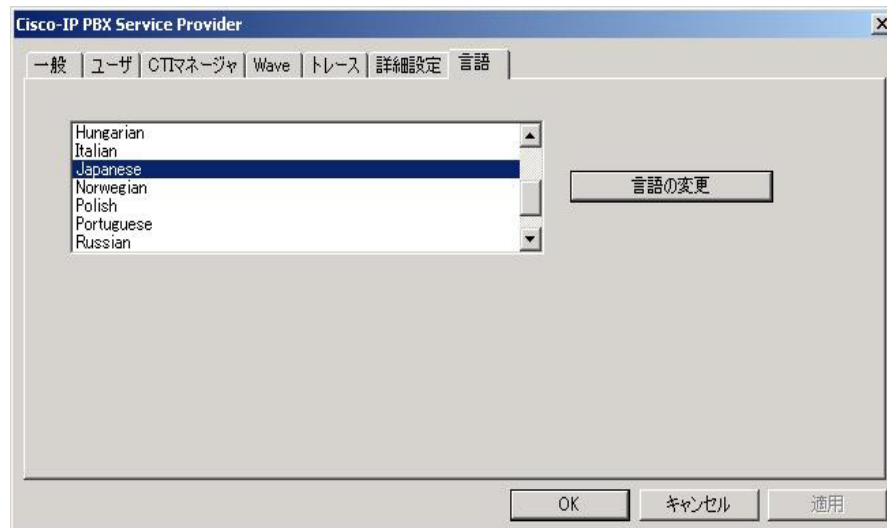 Cisco-IP PBX Service Provider
一般 ユーザ CTIマネージャ Wave トレース 詳細設定 言語
Hungarian
Italian
Japanese
Norwegian
Polish
Portuguese
Russian
言語の変更
OK キャンセル 適用